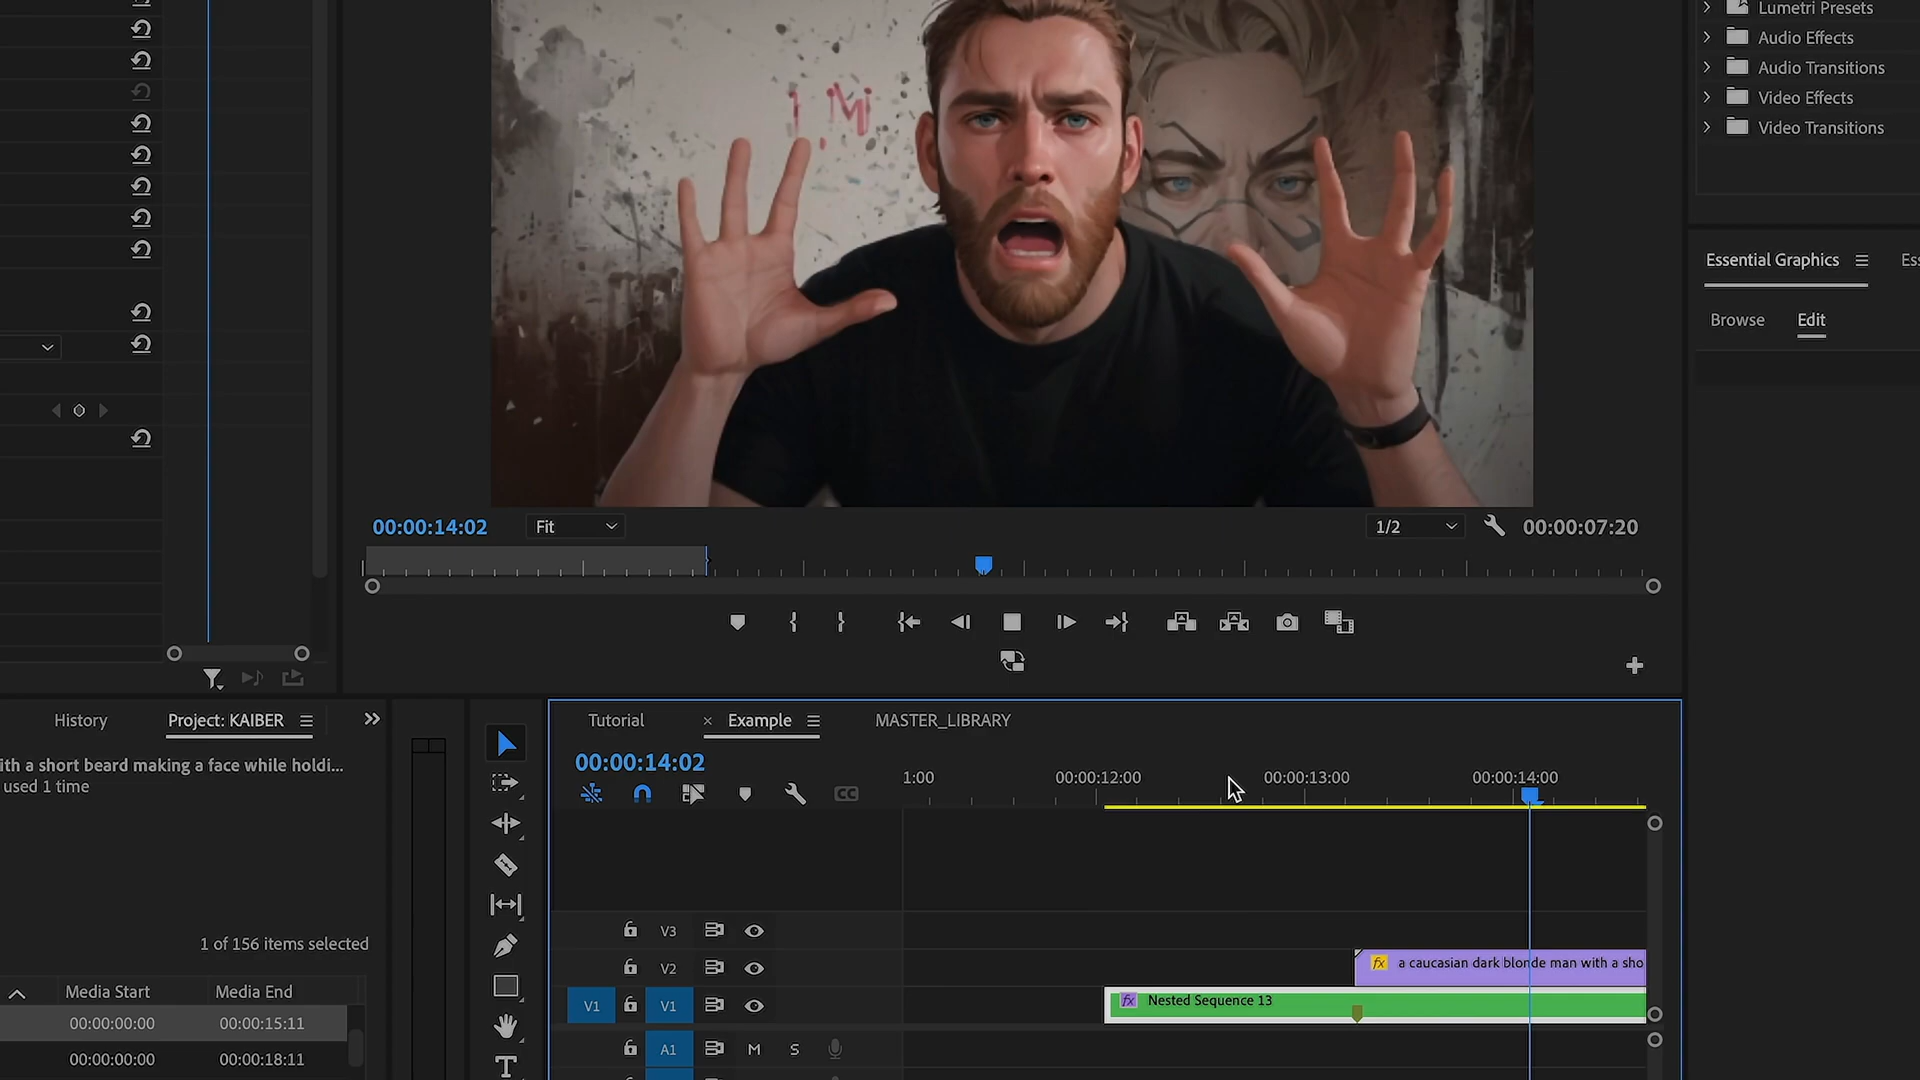 Lumetri Presets
Audio Effects
Audio Transitions
Video Effects
Video Transitions
Essential Graphics
Browse
Edit
00:00:14:02
Fit
1/2
00:00:07:20
History
Project: KAIBER
ith a short beard making a face while holdi...
used 1 time
1 of 156 items selected
Media Start
Media End
00:00:00:00
00:00:15:11
00:00:00:00
00:00:18:11
Tutorial
× Example
MASTER_LIBRARY
00:00:14:02
CC
1:00
00:00:12:00
00:00:13:00
00:00:14:00
V3
V2
fx a caucasian dark blonde man with a sho
V1
V1
fx Nested Sequence 13
A1
M
S